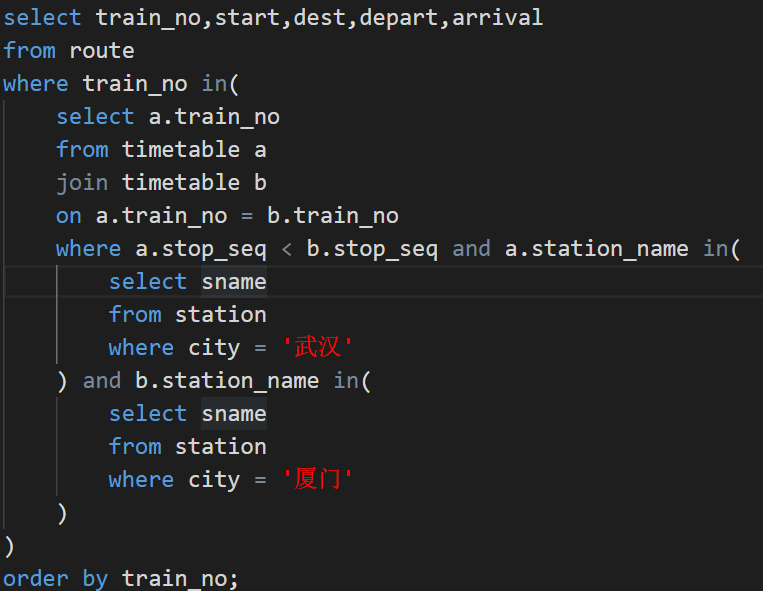 select train_no,start,dest,depart,arrival
from route
where train_no in(
    select a.train_no
    from timetable a
    join timetable b
    on a.train_no = b.train_no
    where a.stop_seq < b.stop_seq and a.station_name in(
        select sname
        from station
        where city = '武汉'
    ) and b.station_name in(
        select sname
        from station
        where city = '厦门'
    )
)
order by train_no;